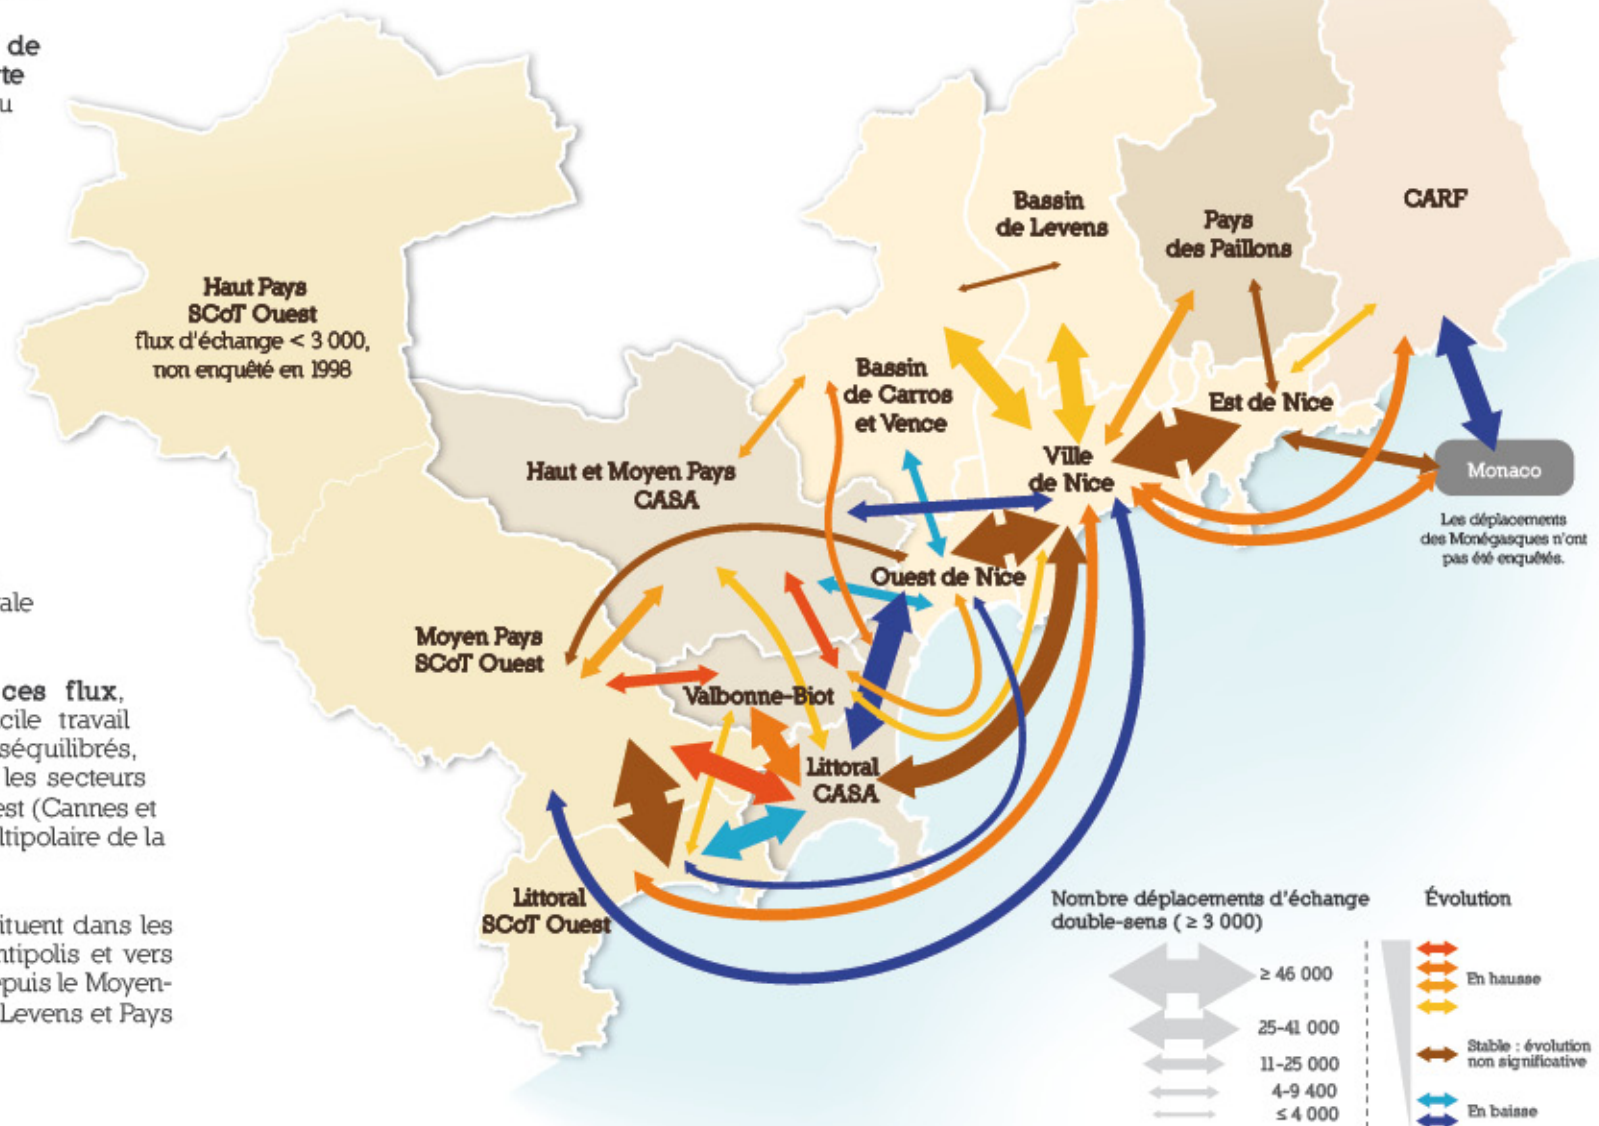 de
te
u
ale
ces flux,
cile travail
séquilibrés,
les secteurs
est (Cannes et
ltipolaire de la
ituent dans les
ntipolis et vers
epuis le Moyen-
Levens et Pays
Haut Pays
SCoT Ouest
flux d'échange < 3 000,
non enquêté en 1998
Bassin
de Levens
Pays
des Paillons
CARF
Bassin
de Carros
et Vence
Est de Nice
Haut et Moyen Pays
CASA
Ville
de Nice
Monaco
Les déplacements
des Monégasques n'ont
pas été enquêtés.
Ouest de Nice
Moyen Pays
SCoT Ouest
Valbonne-Biot
Littoral
CASA
Littoral
SCoT Ouest
Nombre déplacements d'échange
double-sens ( ≥ 3 000)
≥ 46 000
25-41 000
11-25 000
4-9 400
≤ 4 000
Évolution
En hausse
Stable : évolution
non significative
En baisse